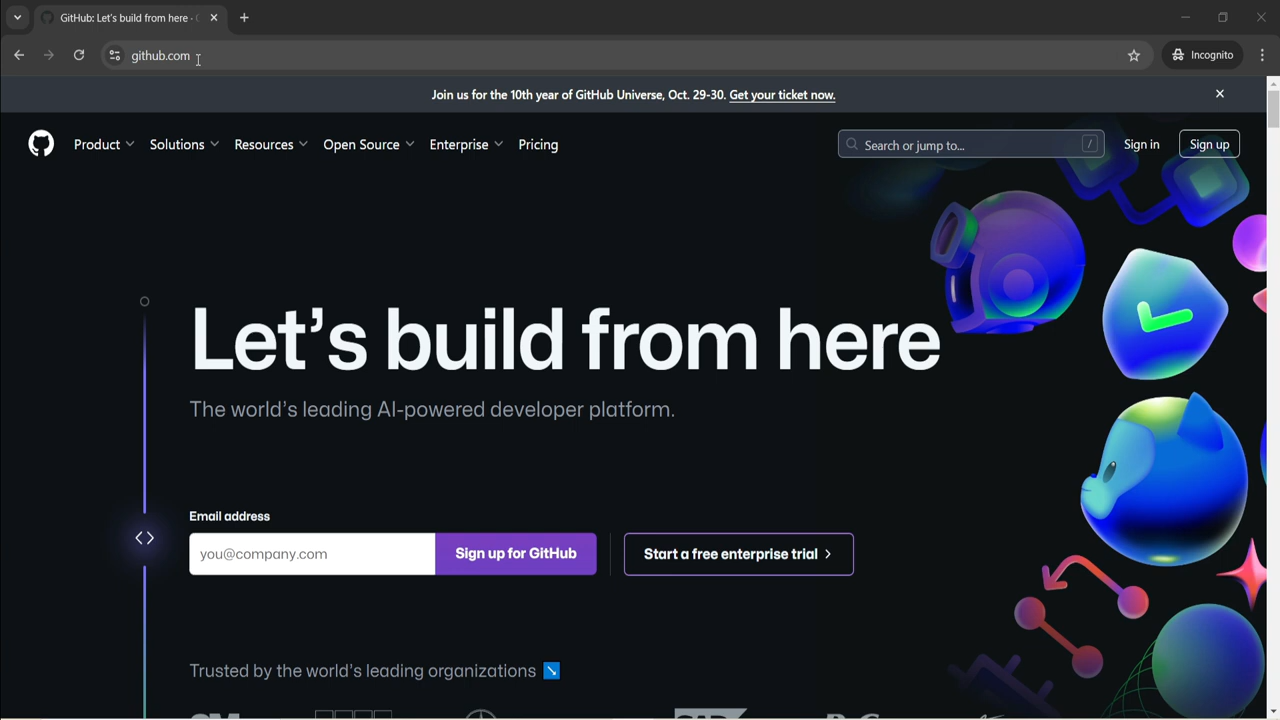 GitHub: Let's build from here ·
github.com
Incognito
Join us for the 10th year of GitHub Universe, Oct. 29-30. Get your ticket now.
Product Solutions Resources Open Source Enterprise Pricing Search or jump to... / Sign in Sign up
Let's build from here
The world's leading AI-powered developer platform.
Email address
you@company.com Sign up for GitHub Start a free enterprise trial
Trusted by the world's leading organizations